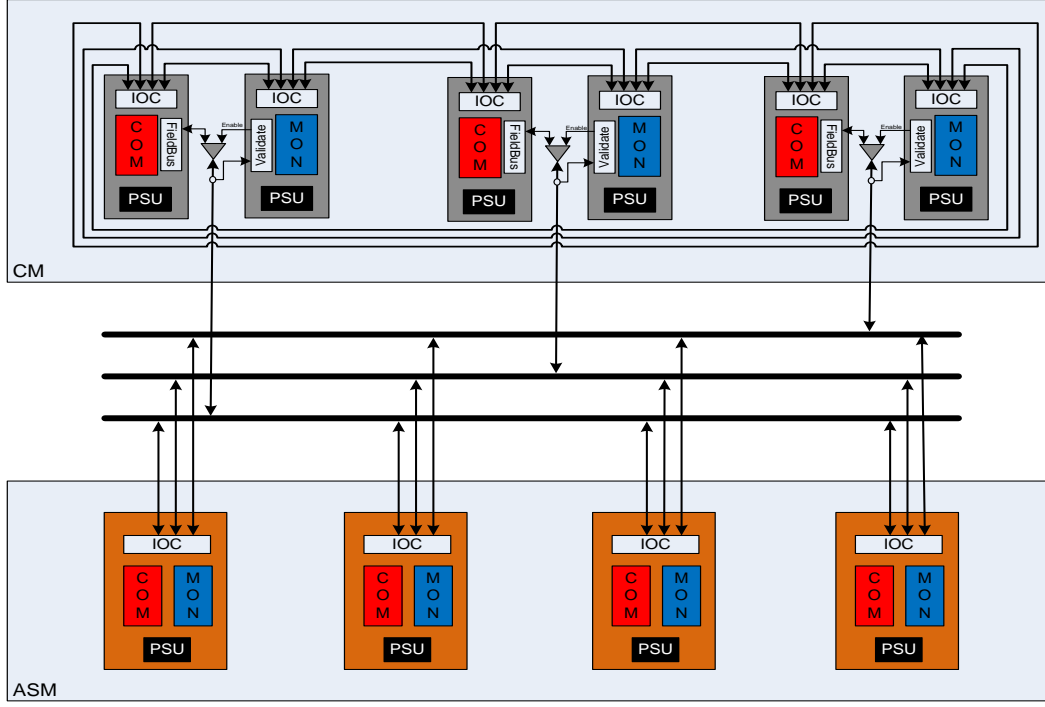 IOC
IOC
IOC
IOC
IOC
IOC
COM
FieldBus
Enable
Validate
MON
COM
FieldBus
Enable
Validate
MON
COM
FieldBus
Enable
Validate
MON
PSU
PSU
PSU
PSU
PSU
PSU
CM
IOC
IOC
IOC
IOC
COM
MON
COM
MON
COM
MON
COM
MON
PSU
PSU
PSU
PSU
ASM